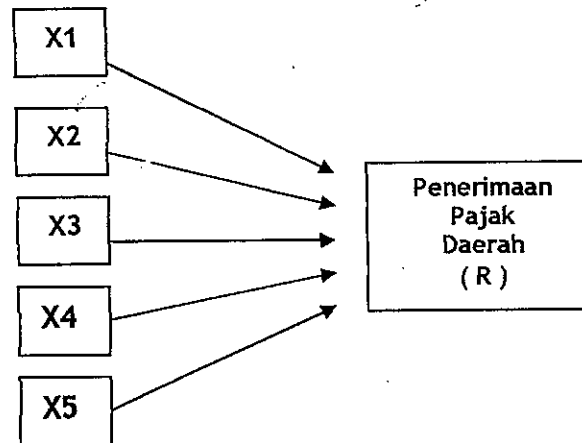 X1
X2
X3
X4
X5
Penerimaan
Pajak
Daerah
( R )